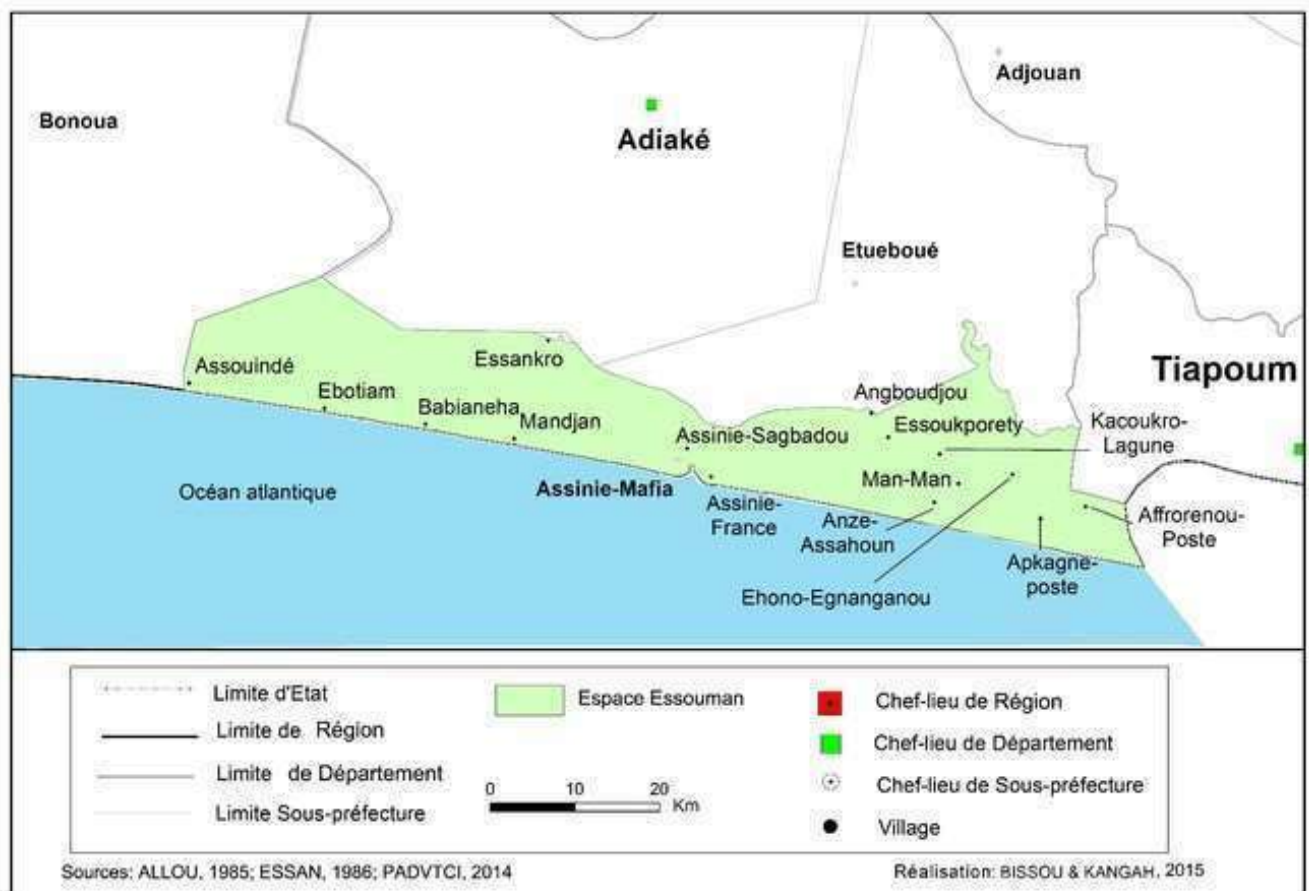 Adjouan
Bonoua
Adiaké
Etueboué
Tiapoum
Essankro
Assouindé
Ebotiam
Babianeha
Mandjan
Angboudjou
Essoukporety
Kacoukro-
Lagune
Assinie-Sagbadou
Man-Man
Océan atlantique
Assinie-Mafia
Assinie-
France
Anze-
Assahoun
Affrorenou-
Poste
Apkagne-
poste
Ehono-Egnanganou
Limite d'Etat
Limite de Région
Limite de Département
Limite Sous-préfecture
Espace Essouman
0 10 20
Km
Chef-lieu de Région
Chef-lieu de Département
Chef-lieu de Sous-préfecture
Village
Sources: ALLOU, 1985; ESSAN, 1986; PADVTCI, 2014
Réalisation: BISSOU & KANGAH, 2015